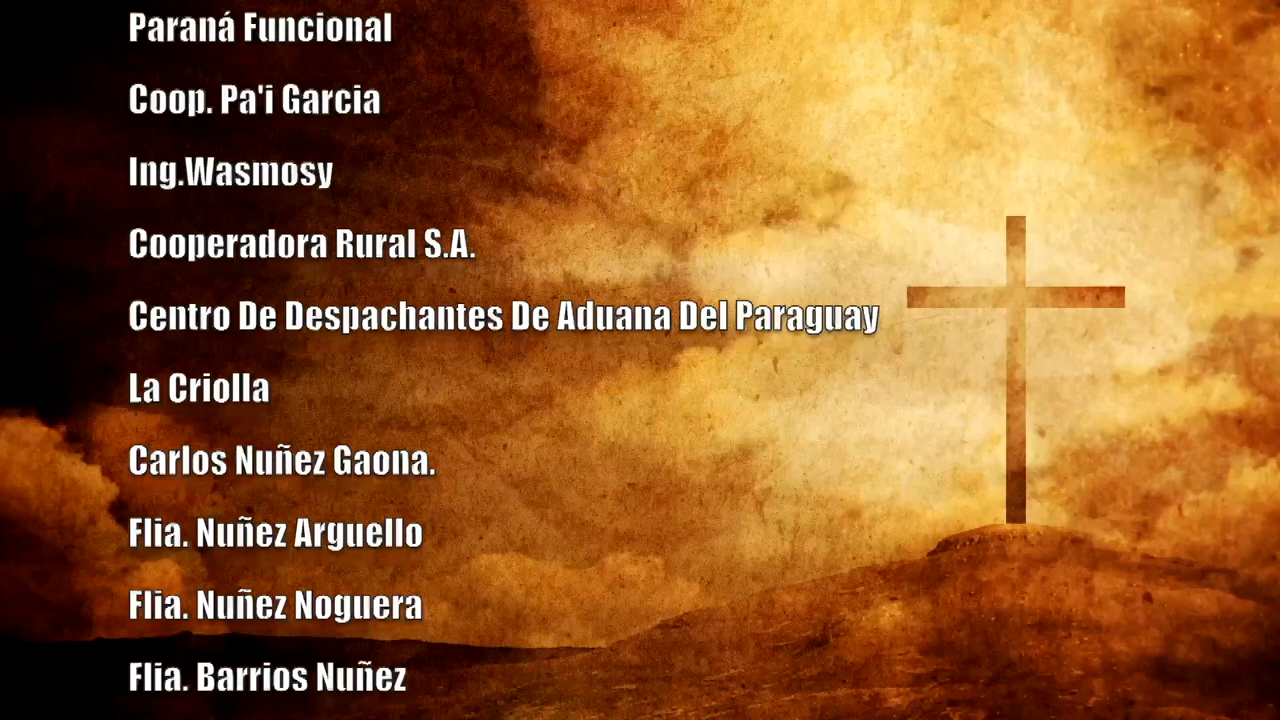 Paraná Funcional
Coop. Pa'i Garcia
Ing.Wasmosy
Cooperadora Rural S.A.
Centro De Despachantes De Aduana Del Paraguay
La Criolla
Carlos Nuñez Gaona.
Flia. Nuñez Arguello
Flia. Nuñez Noguera
Flia. Barrios Nuñez